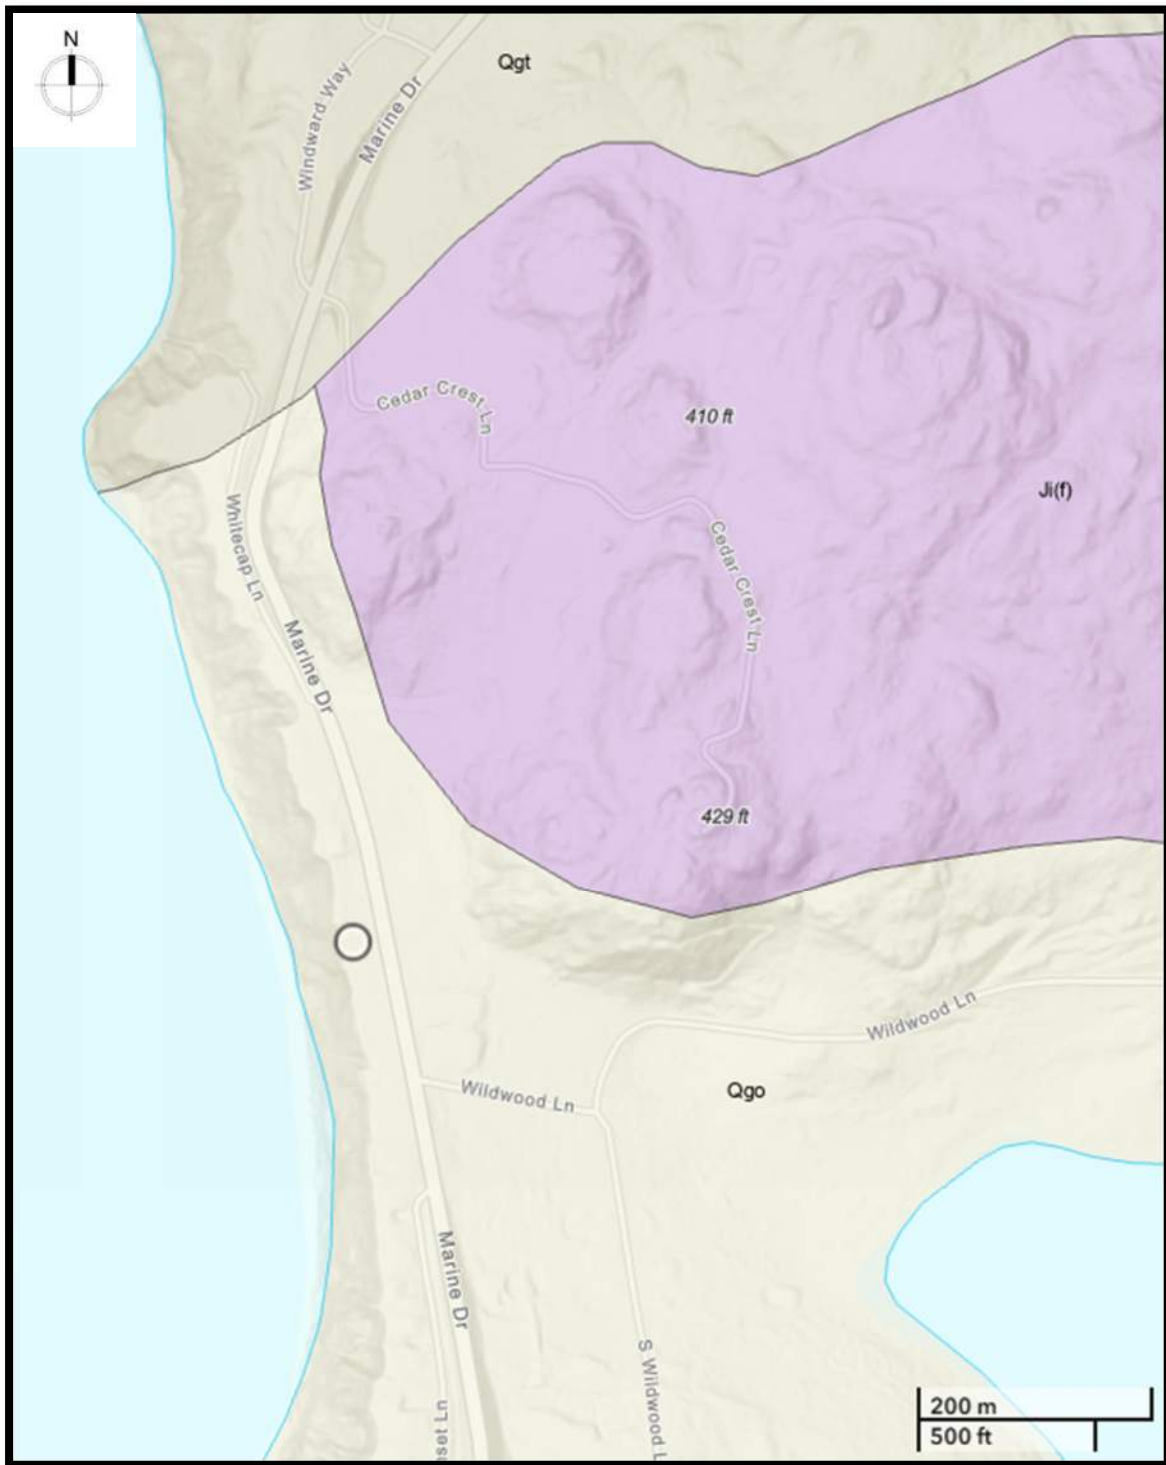 N
Qgt
Windward Way
Marine Dr
Cedar Crest Ln
410 ft
Ji(f)
Whitecap Ln
Cedar Crest Ln
Marine Dr
429 ft
Wildwood Ln
Wildwood Ln
Qgo
Marine Dr
S Wildwood L
set Ln
200 m
500 ft